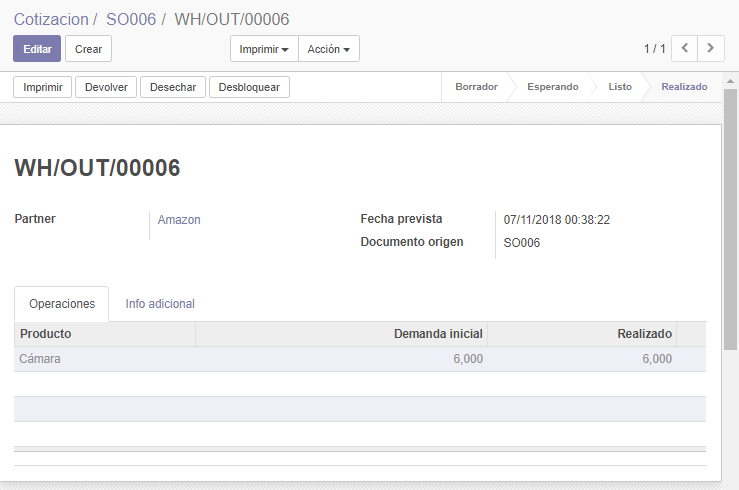 Cotizacion / SO006 / WH/OUT/00006
Editar Crear Imprimir Acción 1 / 1
Imprimir Devolver Desechar Desbloquear Borrador Esperando Listo Realizado
WH/OUT/00006
Partner Amazon Fecha prevista 07/11/2018 00:38:22
Documento origen SO006
Operaciones Info adicional
Producto Demanda inicial Realizado
Cámara 6,000 6,000